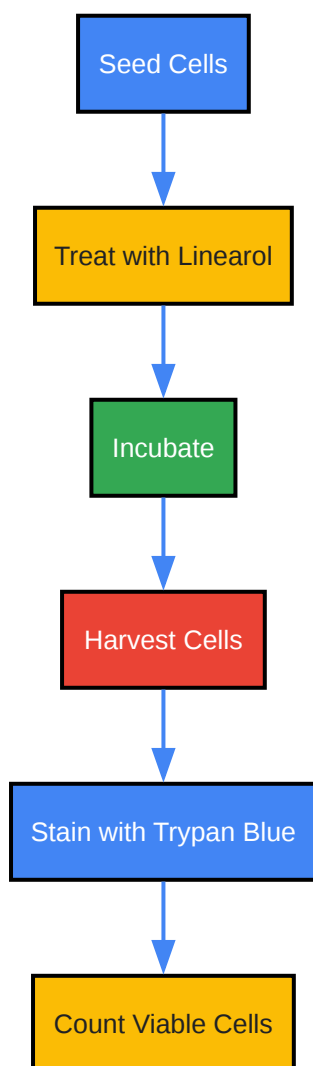 Seed Cells
Treat with Linearol
Incubate
Harvest Cells
Stain with Trypan Blue
Count Viable Cells